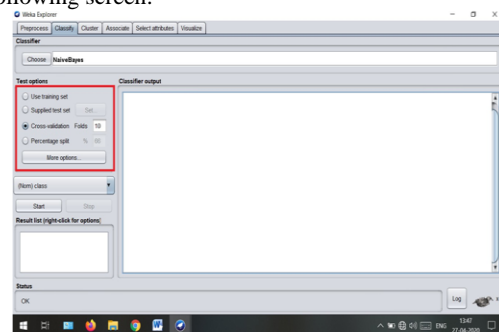 ollowing screen:
Weka Explorer
Preprocess Classify Cluster Associate Select attributes Visualize
Classifier
Choose NaiveBayes
Test options
Classifier output
Use training set
Supplied test set Set...
Cross-validation Folds 10
Percentage split % 66
More options...
(Nom) class
Start Stop
Result list (right-click for options)
Status
OK
Log
ENG
13:47
27-04-2020